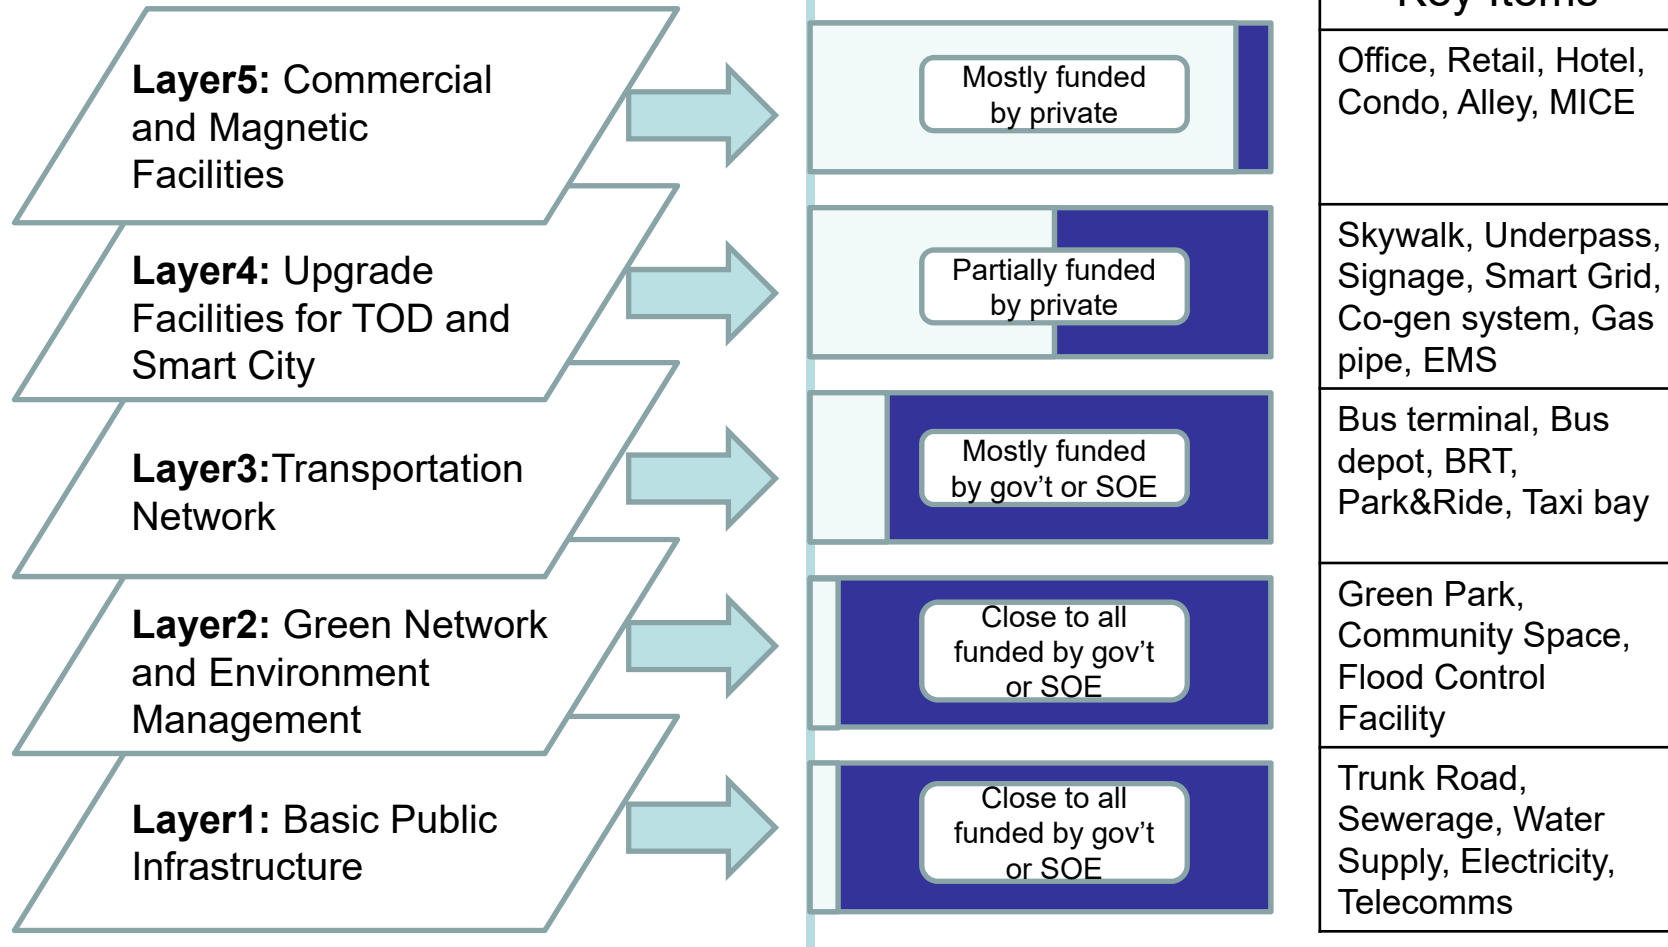 Key Items
Layer5: Commercial
and Magnetic
Facilities
Mostly funded
by private
Office, Retail, Hotel,
Condo, Alley, MICE
Layer4: Upgrade
Facilities for TOD and
Smart City
Partially funded
by private
Skywalk, Underpass,
Signage, Smart Grid,
Co-gen system, Gas
pipe, EMS
Layer3:Transportation
Network
Mostly funded
by gov’t or SOE
Bus terminal, Bus
depot, BRT,
Park&Ride, Taxi bay
Layer2: Green Network
and Environment
Management
Close to all
funded by gov’t
or SOE
Green Park,
Community Space,
Flood Control
Facility
Layer1: Basic Public
Infrastructure
Close to all
funded by gov’t
or SOE
Trunk Road,
Sewerage, Water
Supply, Electricity,
Telecomms